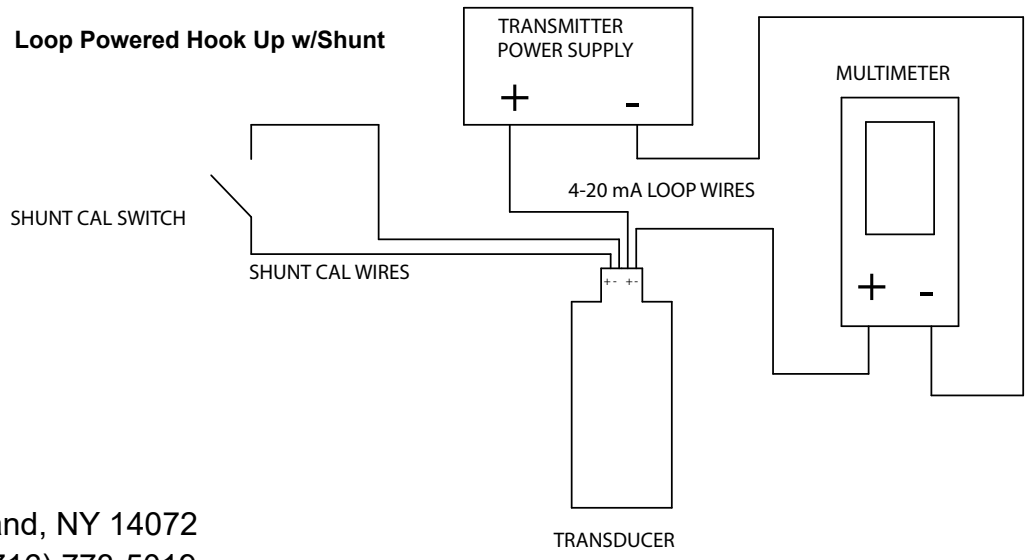 Loop Powered Hook Up w/Shunt
TRANSMITTER
POWER SUPPLY
+ -
MULTIMETER
4-20 mA LOOP WIRES
SHUNT CAL SWITCH
SHUNT CAL WIRES
+- +-
+ -
TRANSDUCER
NY 14072